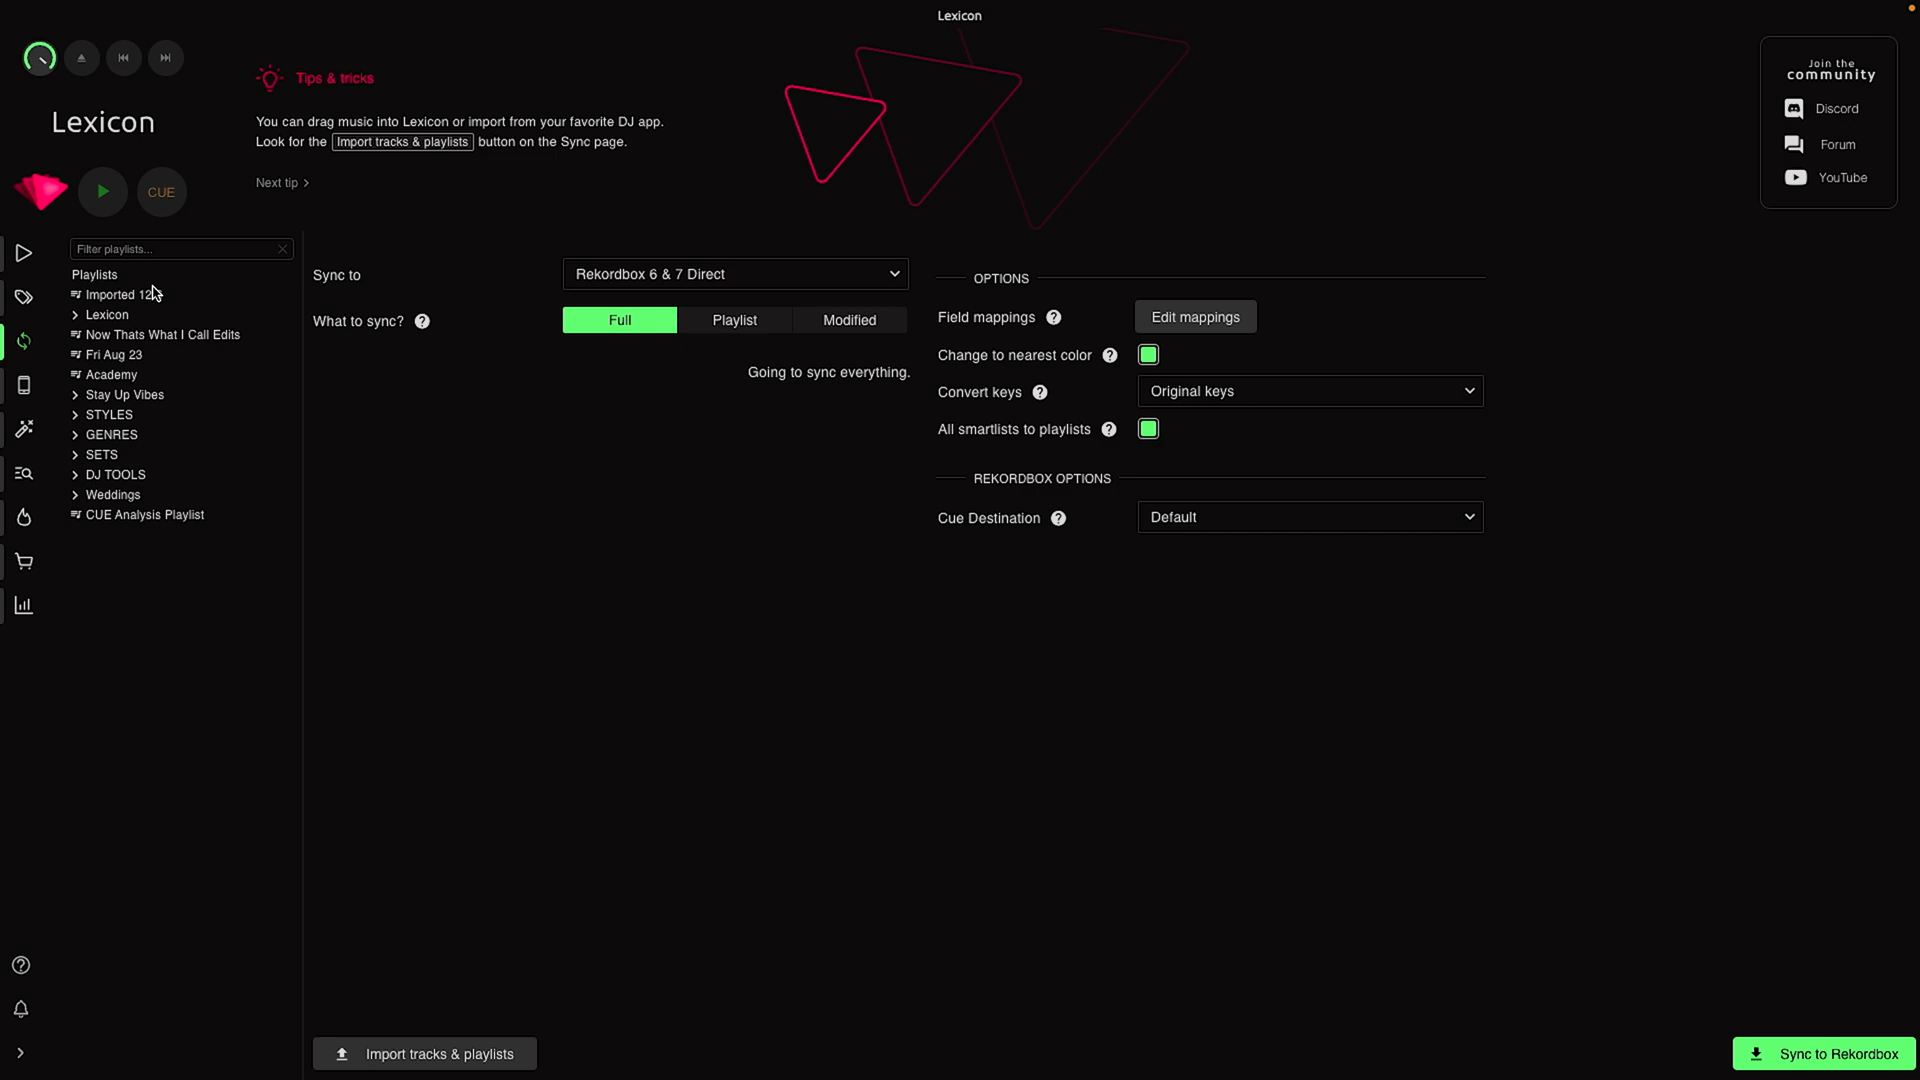 Lexicon
Tips & tricks
You can drag music into Lexicon or import from your favorite DJ app.
Look for the Import tracks & playlists button on the Sync page.
Next tip
Join the
community
Discord
Forum
YouTube
Lexicon
CUE
Filter playlists...
Playlists
Imported
Lexicon
Now Thats What I Call Edits
Fri Aug 23
Academy
Stay Up Vibes
STYLES
GENRES
SETS
DJ TOOLS
Weddings
CUE Analysis Playlist
Sync to
Rekordbox 6 & 7 Direct
What to sync?
Full
Playlist
Modified
Going to sync everything.
OPTIONS
Field mappings
Edit mappings
Change to nearest color
Convert keys
Original keys
All smartlists to playlists
REKORDBOX OPTIONS
Cue Destination
Default
Import tracks & playlists
Sync to Rekordbox